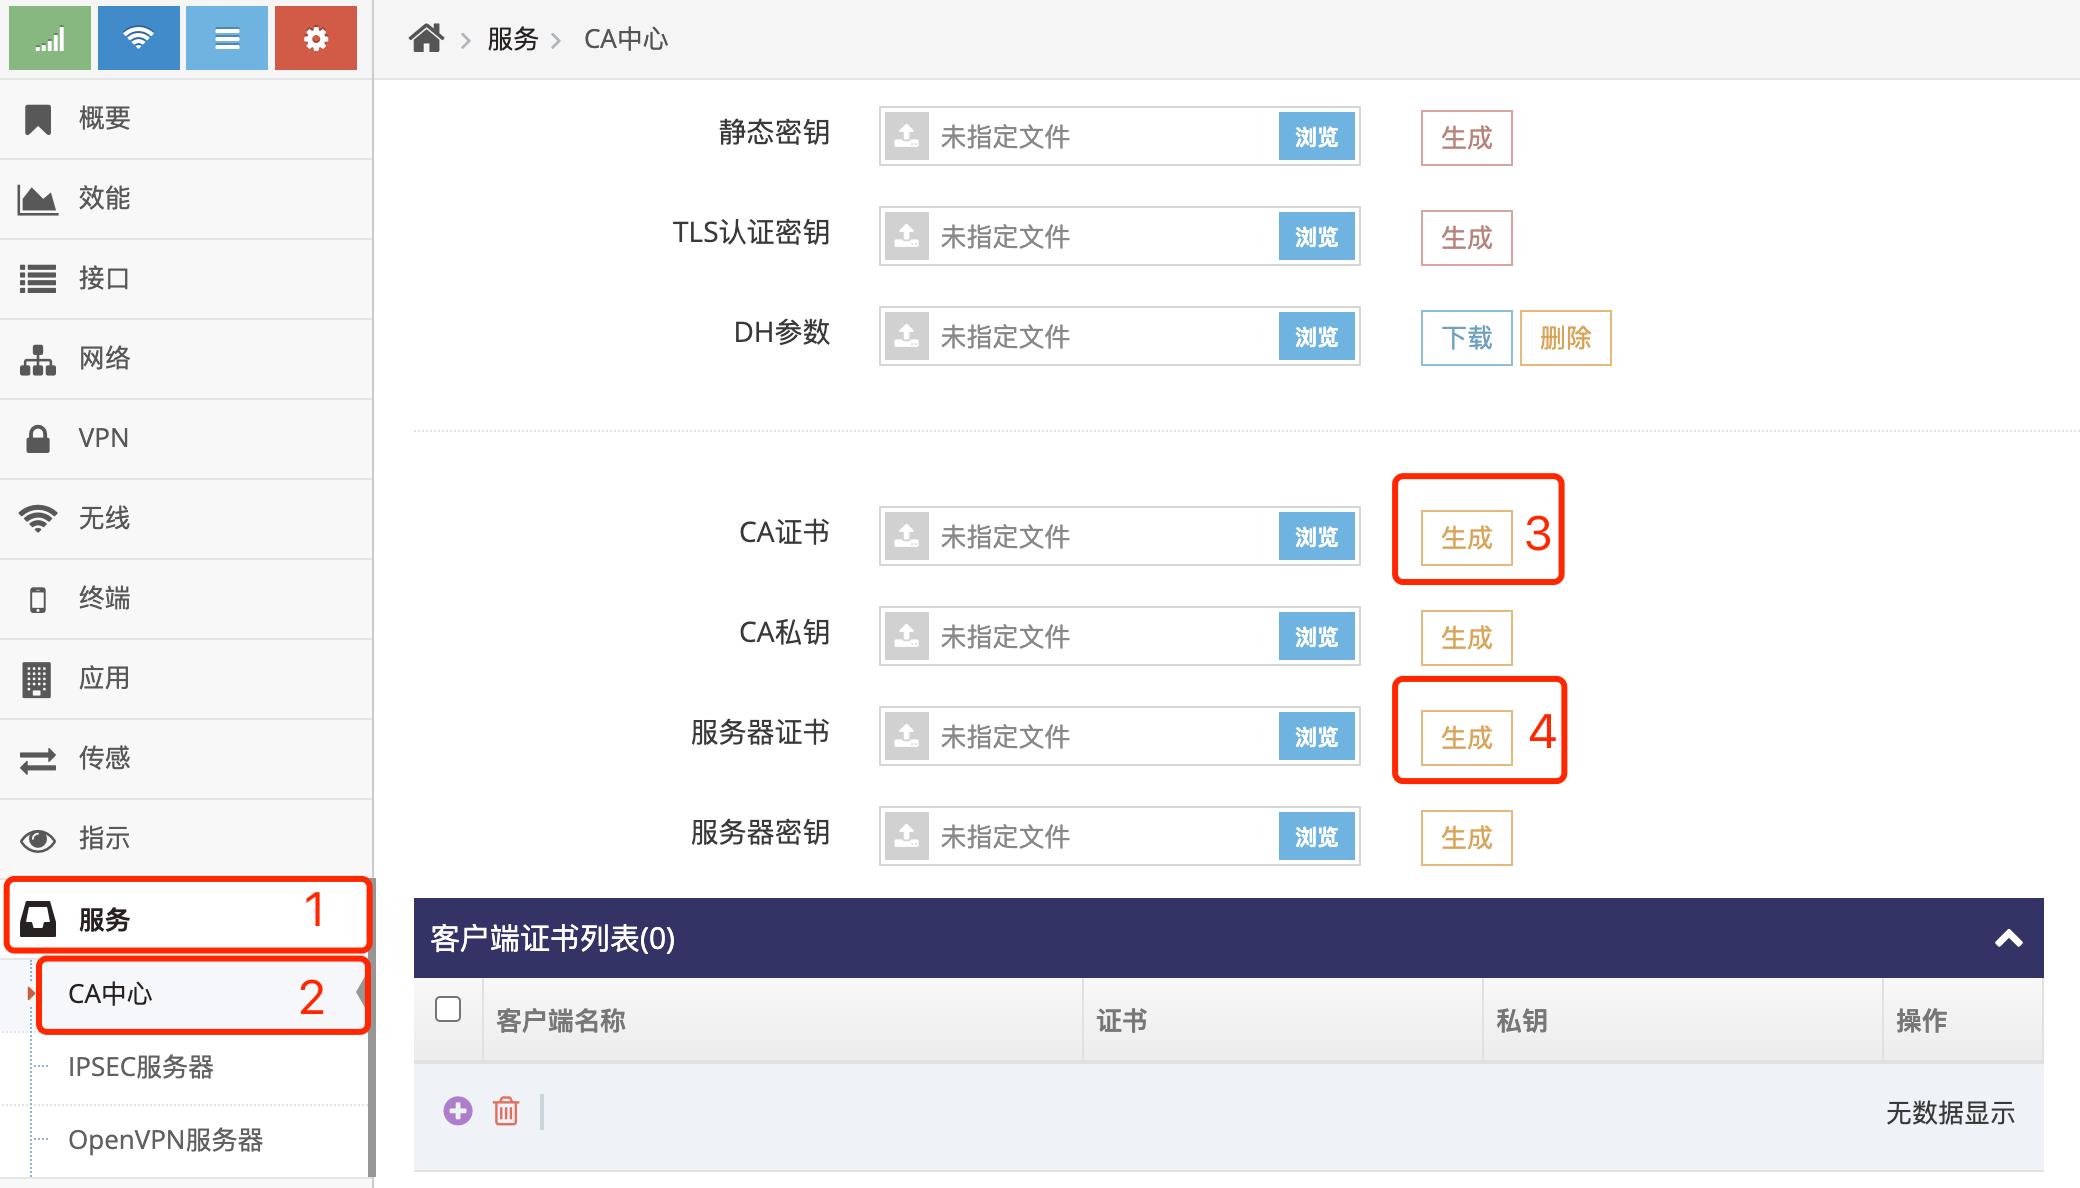 服务 CA中心
概要
效能
接口
网络
VPN
无线
终端
应用
传感
指示
服务 1
CA中心 2
IPSEC服务器
OpenVPN服务器
静态密钥 未指定文件 浏览 生成
TLS认证密钥 未指定文件 浏览 生成
DH参数 未指定文件 浏览 下载 删除
CA证书 未指定文件 浏览 生成 3
CA私钥 未指定文件 浏览 生成
服务器证书 未指定文件 浏览 生成 4
服务器密钥 未指定文件 浏览 生成
客户端证书列表(0)
客户端名称 证书 私钥 操作
无数据显示